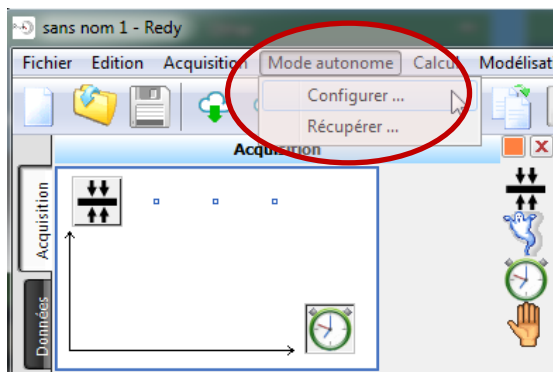 sans nom 1 - Redy
Fichier Edition Acquisition Mode autonome Calcul Modélisat
Configurer ...
Récupérer ...
Acquisition
Acquisition
Données